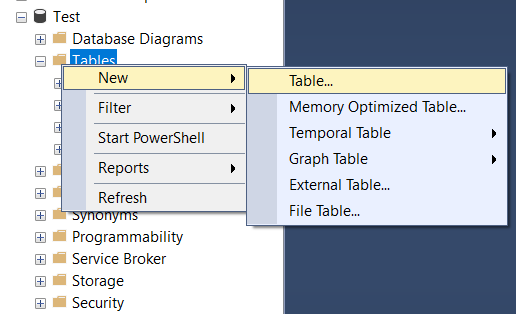 Test
Database Diagrams
Tables
New
Filter
Start PowerShell
Reports
Refresh
Table...
Memory Optimized Table...
Temporal Table
Graph Table
External Table...
File Table...
Synonyms
Programmability
Service Broker
Storage
Security